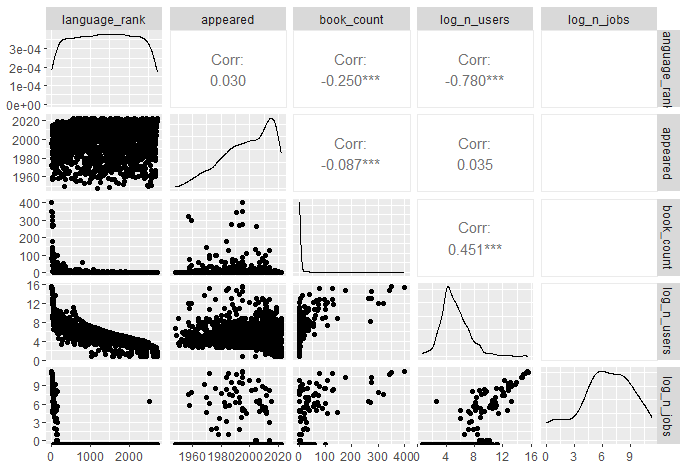 language_rank appeared book_count log_n_users log_n_jobs
3e-04
2e-04
1e-04
0e+00
Corr:
0.030
Corr:
-0.250***
Corr:
-0.780***
anguage_rank
2020
2000
1980
1960
Corr:
-0.087***
Corr:
0.035
appeared
400
300
200
100
0
Corr:
0.451***
book_count
16
12
8
4
0
log_n_users
9
6
3
0
log_n_jobs
0 1000 2000
1960 1980 2000 2020
0 100 200 300 400
4 8 12 16
0 3 6 9